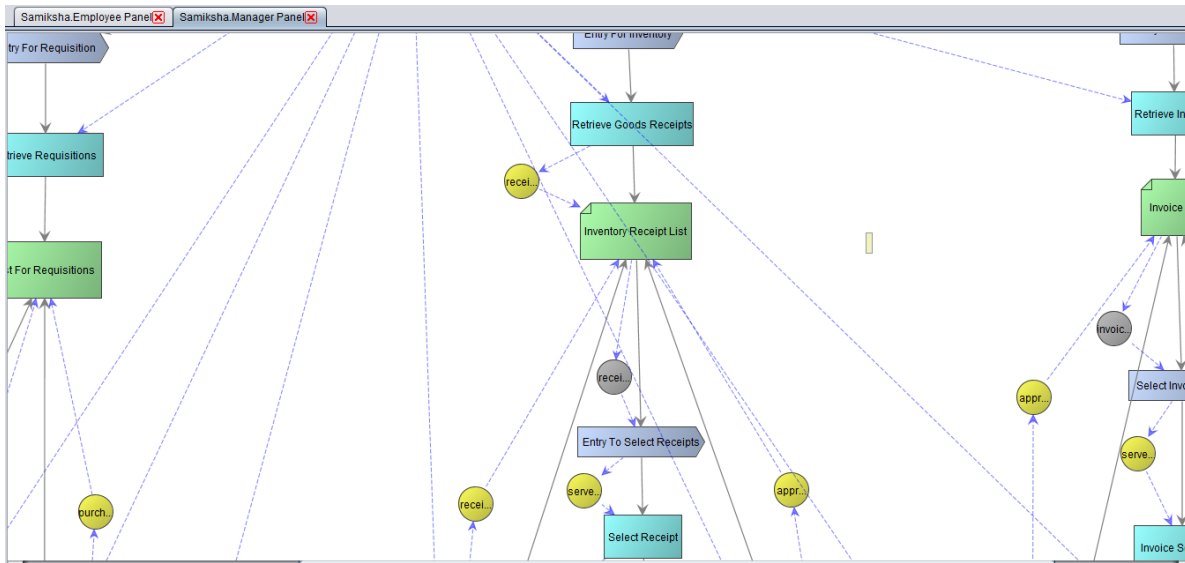 Samiksha.Employee Panel
Samiksha.Manager Panel
try For Requisition
Entry For Inventory
Retrieve Goods Receipts
Retrieve In
trieve Requisitions
recei...
Inventory Receipt List
Invoice
t For Requisitions
invoic...
recei...
Select Invo
appr...
Entry To Select Receipts
serve...
serve...
appr...
recei...
purch...
Select Receipt
Invoice S